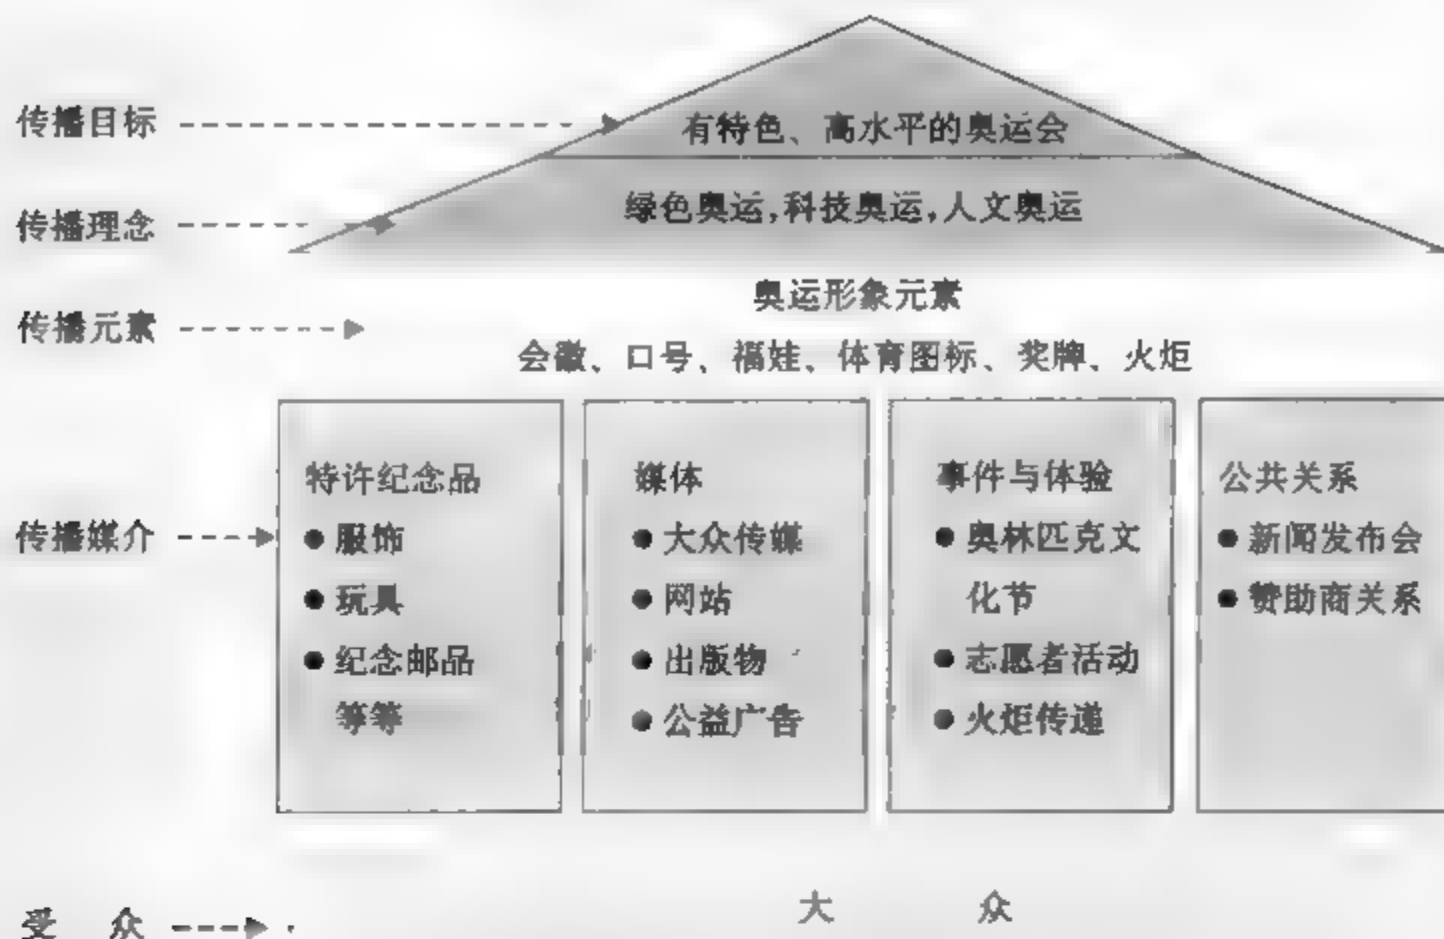 传播目标
有特色、高水平的奥运会
传播理念
绿色奥运,科技奥运,人文奥运
传播元素
奥运形象元素
会徽、口号、福娃、体育图标、奖牌、火炬
传播媒介
特许纪念品
●服饰
●玩具
●纪念邮品
等等
媒体
●大众传媒
●网站
●出版物
●公益广告
事件与体验
●奥林匹克文
化节
●志愿者活动
●火炬传递
公共关系
●新闻发布会
●赞助商关系
受 众
大 众